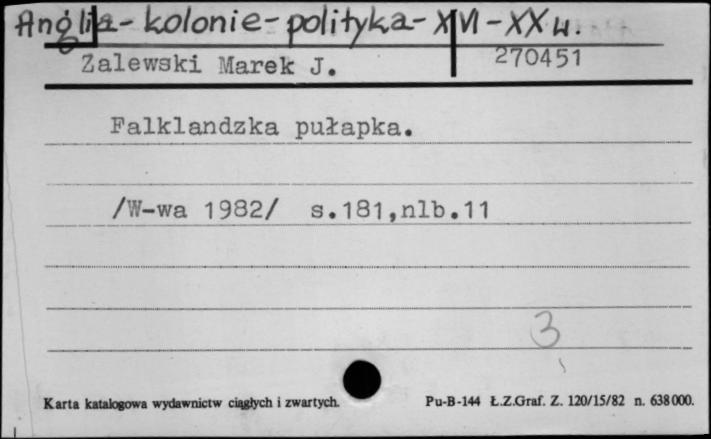 Anglia-kolonie-polityka-XVI-XX w.
Zalewski Marek J. 270451
Falklandzka pułapka.
/W-wa 1982/ s.181,nlb.11
3
Karta katalogowa wydawnictw ciągłych i zwartych. Pu-B-144 Ł.Z.Graf. Z. 120/15/82 n. 638000.